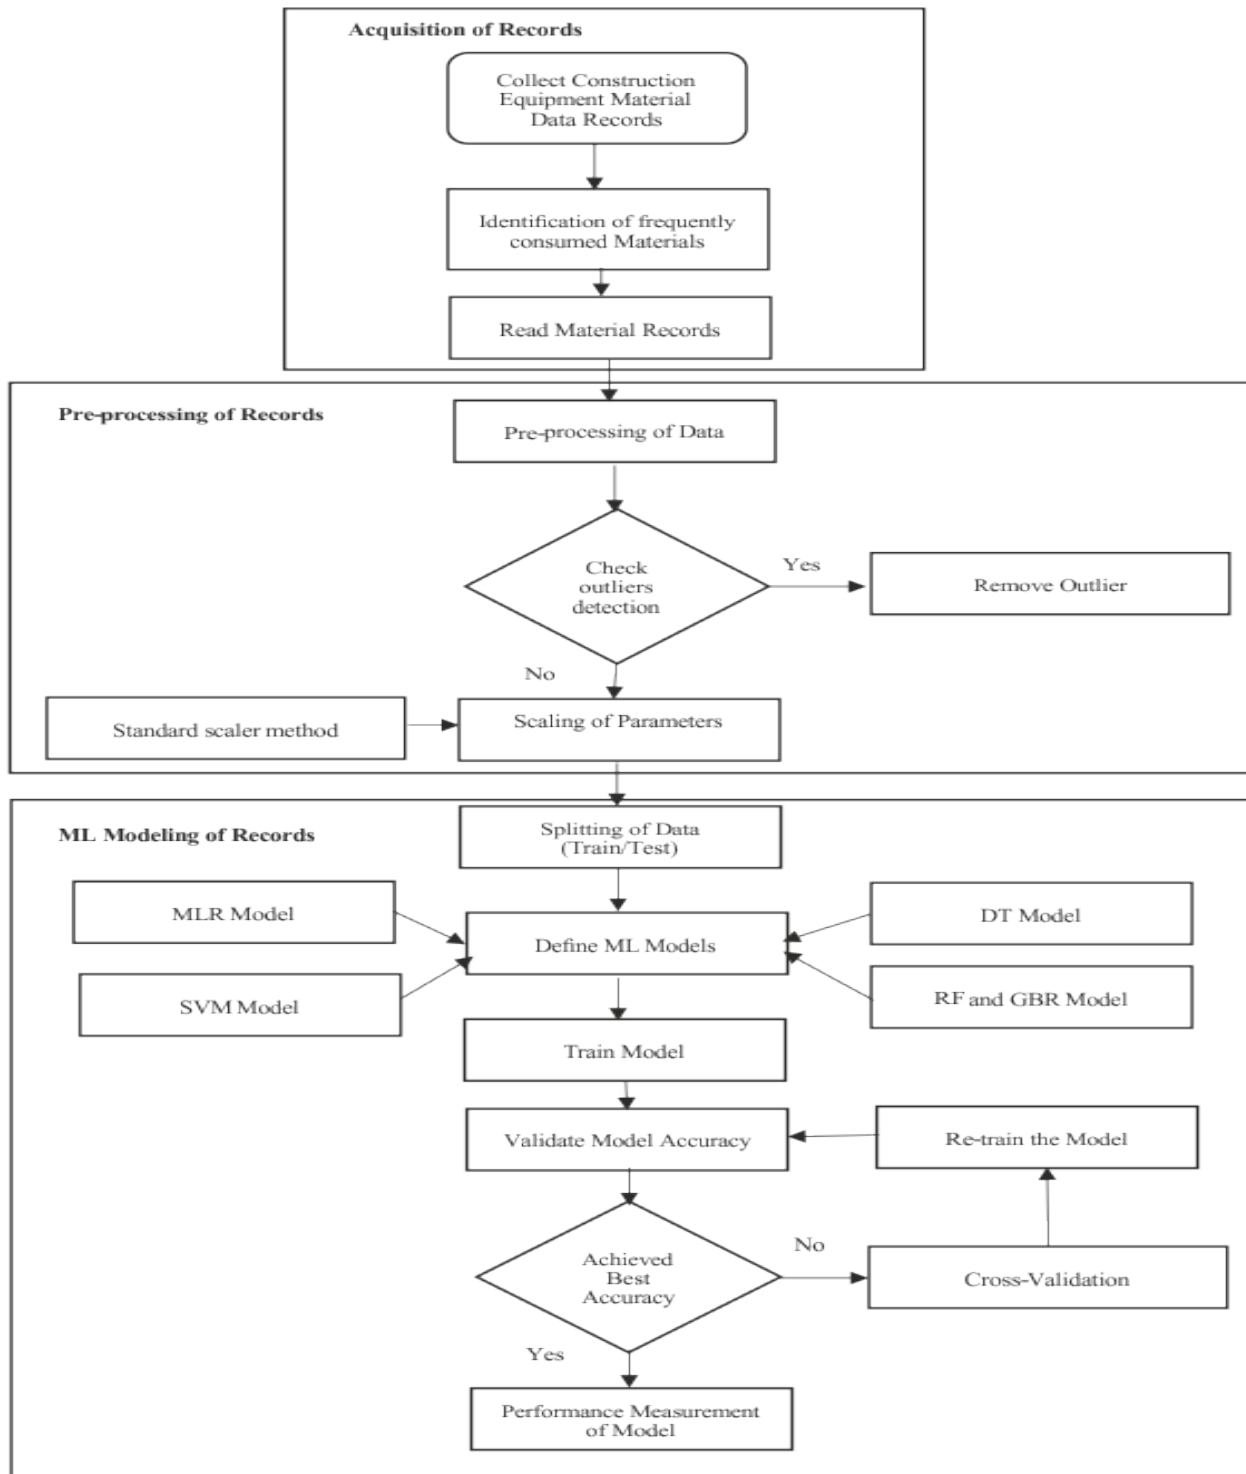 Acquisition of Records
Collect Construction
Equipment Material
Data Records
Identification of frequently
consumed Materials
Read Material Records
Pre-processing of Records
Pre-processing of Data
Check
outliers
detection
Yes
Remove Outlier
No
Standard scaler method
Scaling of Parameters
ML Modeling of Records
Splitting of Data
(Train/Test)
MLR Model
DT Model
Define ML Models
SVM Model
RF and GBR Model
Train Model
Validate Model Accuracy
Re-train the Model
Achieved
Best
Accuracy
No
Cross-Validation
Yes
Performance Measurement
of Model